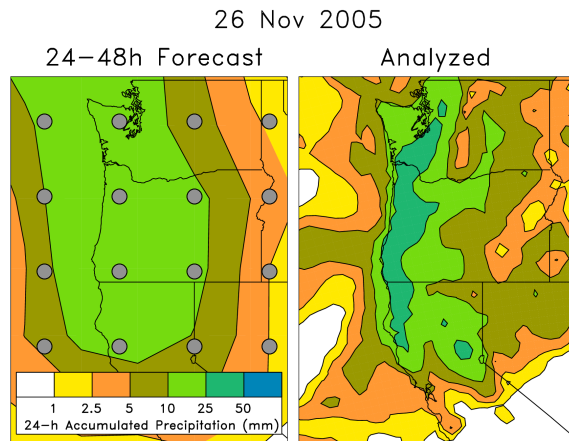 26 Nov 2005
24-48h Forecast
Analyzed
1 2.5 5 10 25 50
24-h Accumulated Precipitation (mm)